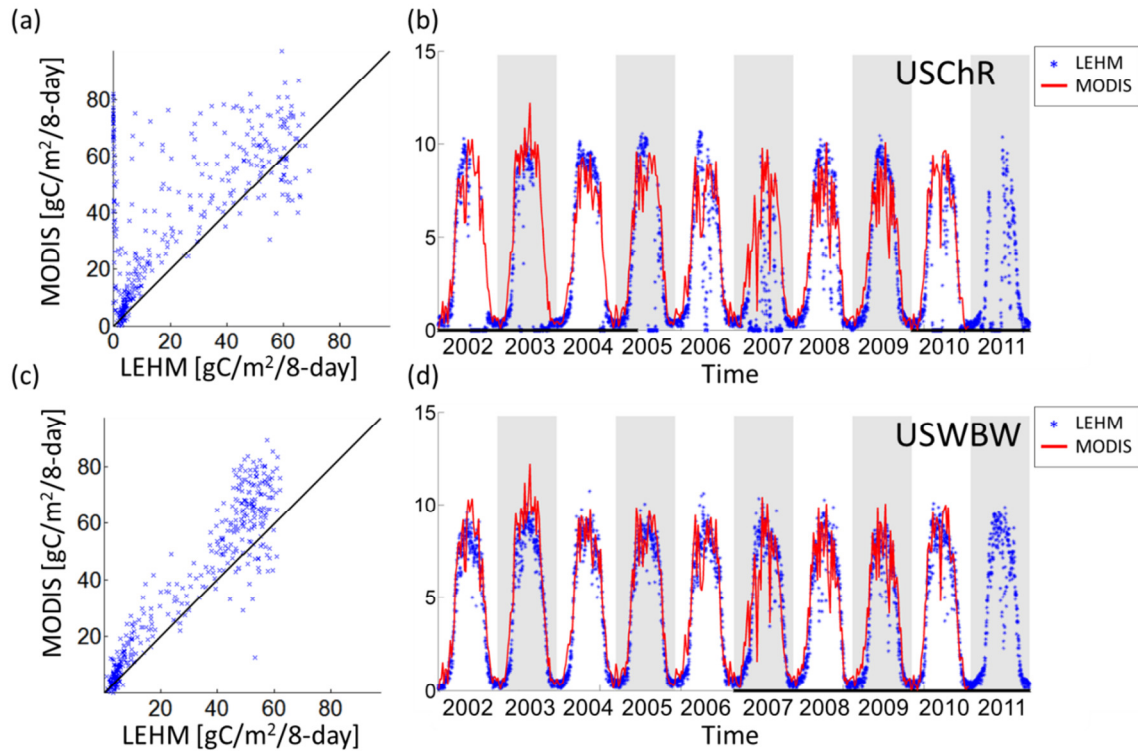 (a)
MODIS [gC/m²/8-day]
80
60
40
20
0
0 20 40 60 80
LEHM [gC/m²/8-day]
(b)
USChR
LEHM
MODIS
15
10
5
0
2002 2003 2004 2005 2006 2007 2008 2009 2010 2011
Time
(c)
MODIS [gC/m²/8-day]
80
60
40
20
20 40 60 80
LEHM [gC/m²/8-day]
(d)
USWBW
LEHM
MODIS
15
10
5
0
2002 2003 2004 2005 2006 2007 2008 2009 2010 2011
Time